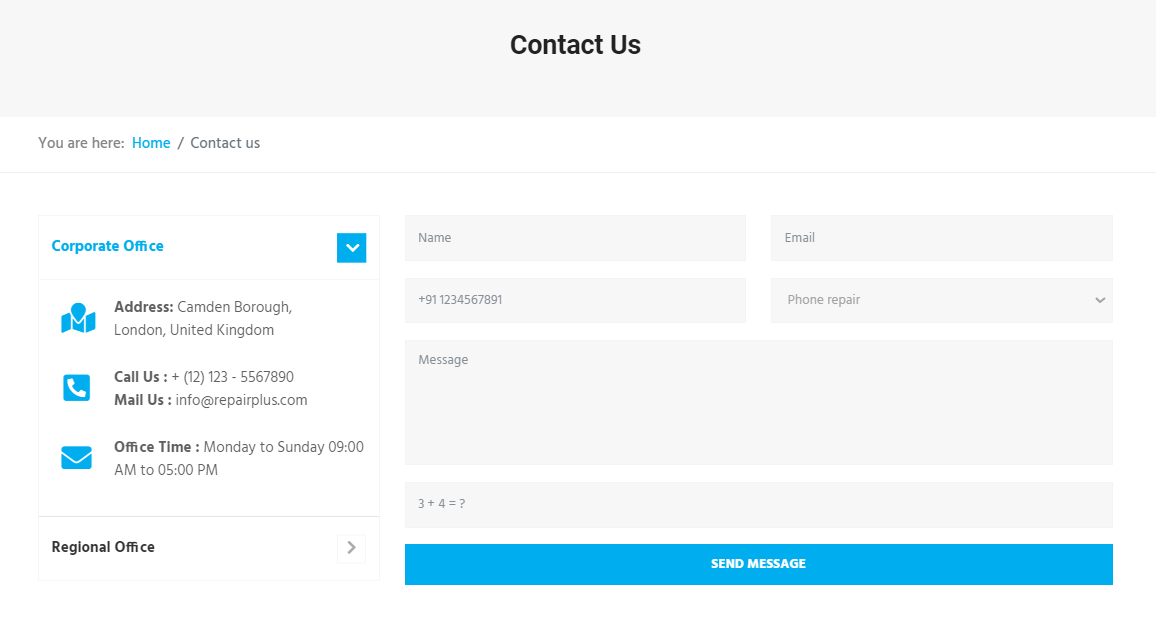 Contact Us
You are here: Home / Contact us
Corporate Office
Address: Camden Borough,
London, United Kingdom
Call Us : + (12) 123 - 5567890
Mail Us : info@repairplus.com
Office Time : Monday to Sunday 09:00
AM to 05:00 PM
Regional Office
Name
Email
+91 1234567891
Phone repair
Message
3 + 4 = ?
SEND MESSAGE